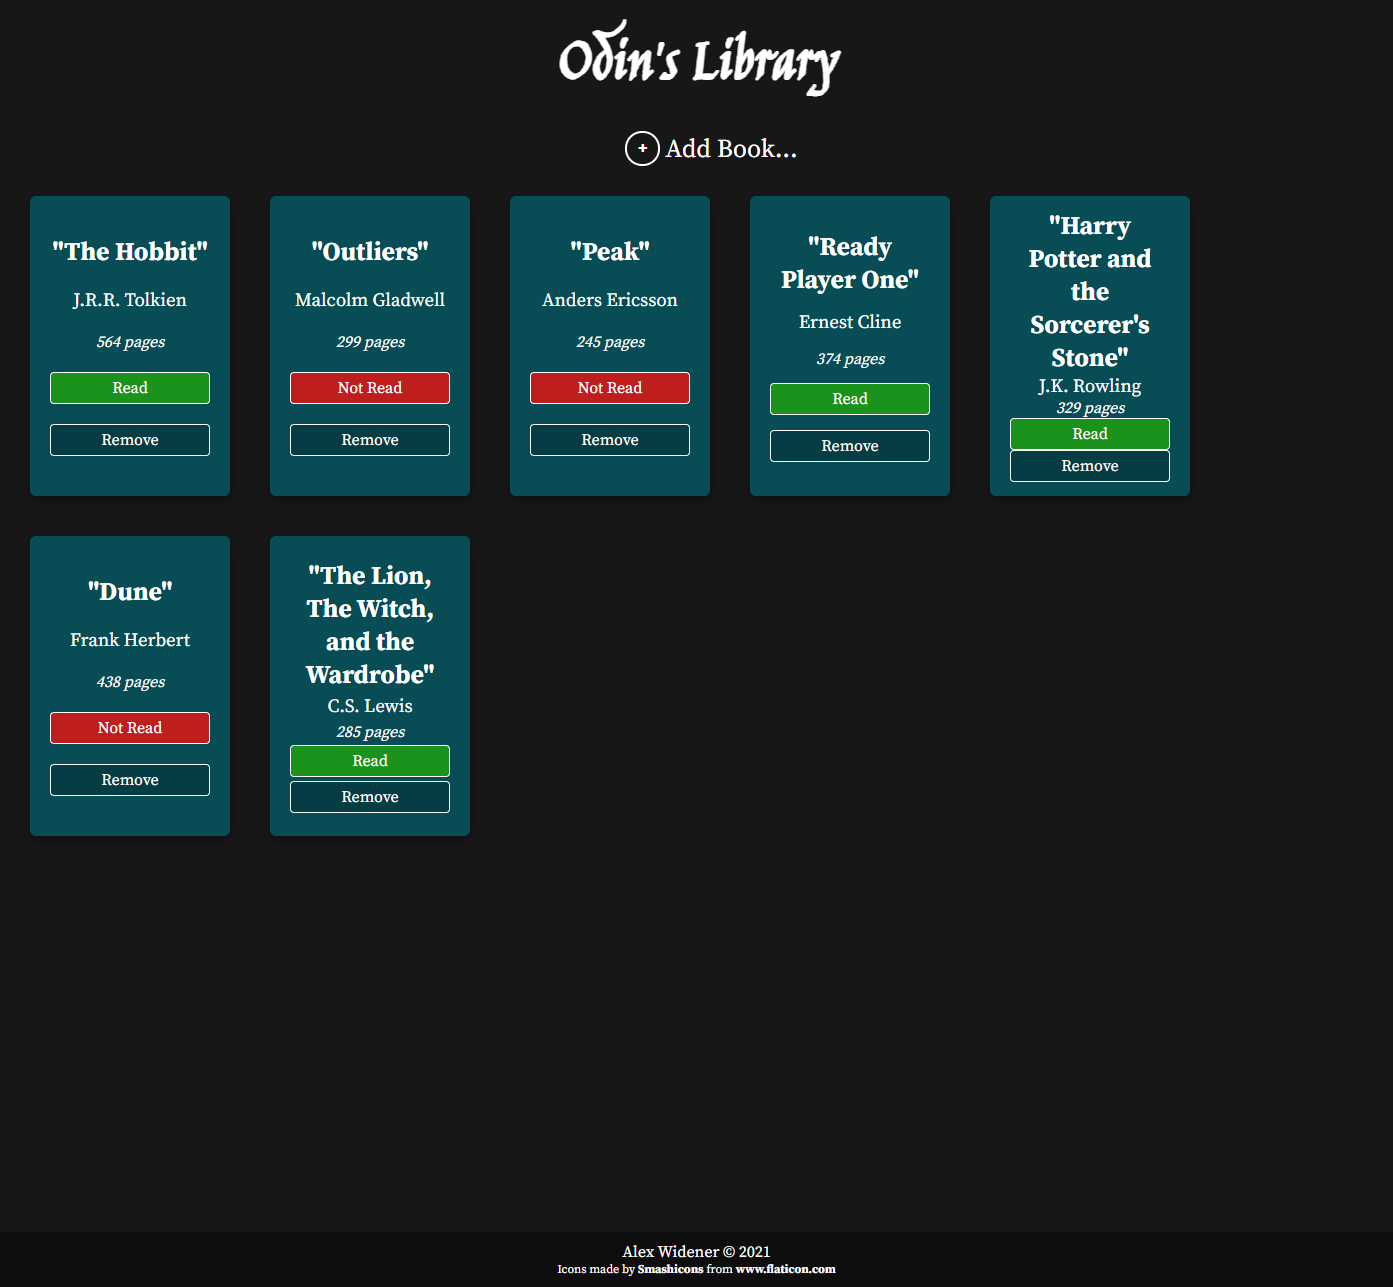 Odin's Library
+ Add Book...
"The Hobbit"
J.R.R. Tolkien
564 pages
Read
Remove
"Outliers"
Malcolm Gladwell
299 pages
Not Read
Remove
"Peak"
Anders Ericsson
245 pages
Not Read
Remove
"Ready
Player One"
Ernest Cline
374 pages
Read
Remove
"Harry
Potter and
the
Sorcerer's
Stone"
J.K. Rowling
329 pages
Read
Remove
"Dune"
Frank Herbert
438 pages
Not Read
Remove
"The Lion,
The Witch,
and the
Wardrobe"
C.S. Lewis
285 pages
Read
Remove
Alex Widener © 2021
Icons made by Smashicons from www.flaticon.com